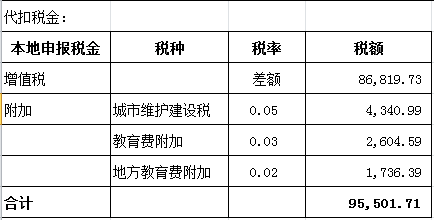 代扣税金:
本地申报税金 税种 税率 税额
增值税 差额 86,819.73
附加 城市维护建设税 0.05 4,340.99
教育费附加 0.03 2,604.59
地方教育费附加 0.02 1,736.39
合计 95,501.71